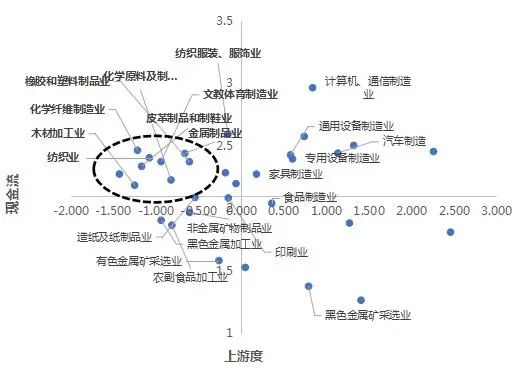 3.5
纺织服装、服饰业
化学原料及制…
橡胶和塑料制品业
3
计算机、通信制造
业
文教体育制造业
化学纤维制造业
皮革制品和制鞋业
通用设备制造业
金属制品业
木材加工业
2.5
汽车制造
纺织业
专用设备制造业
家具制造业
现金流
食品制造业
-2.000 -1.500 -1.000 -0.500 0.000 0.500 1.000 1.500 2.000 2.500 3.000
非金属矿物制品业
造纸及纸制品业
黑色金属加工业
印刷业
有色金属矿采选业
农副食品加工业
1.5
黑色金属矿采选业
1
上游度